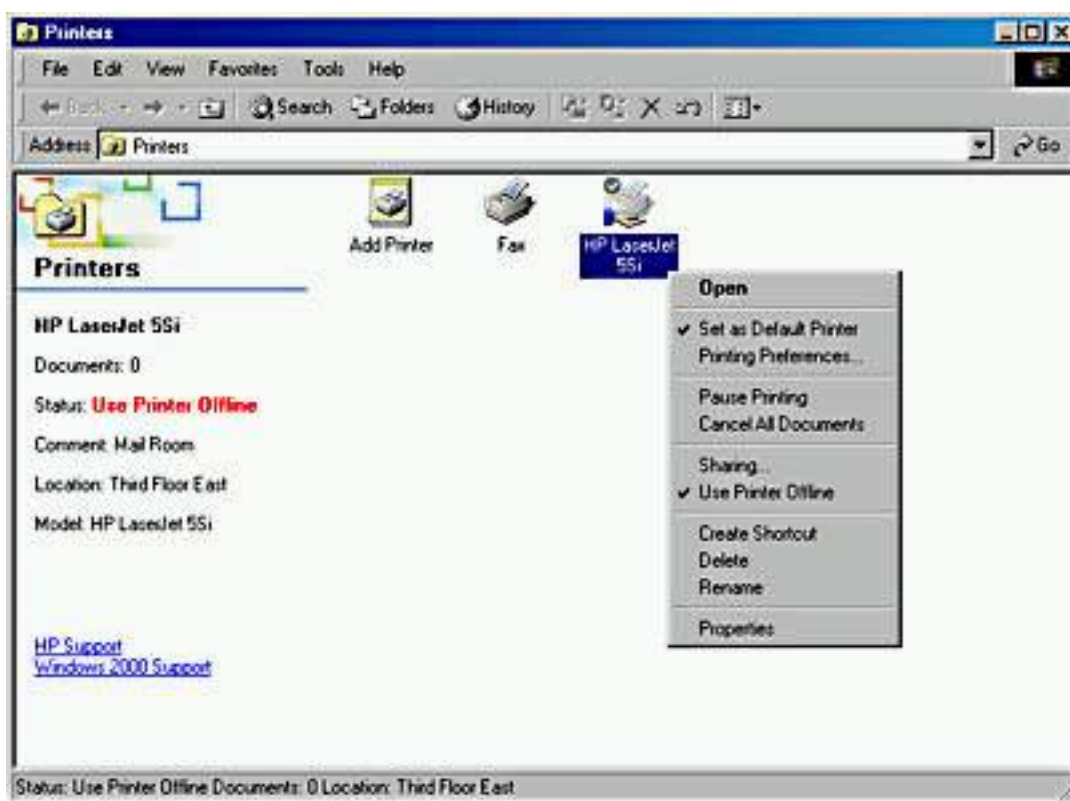 Printers
File Edit View Favorites Tools Help
Back Search Folders History
Address Printers Go
Add Printer Fax HP LaserJet
5Si
Printers
HP LaserJet 5Si
Documents: 0
Status: Use Printer Offline
Comment: Mail Room
Location: Third Floor East
Model: HP LaserJet 5Si
HP Support
Windows 2000 Support
Open
Set as Default Printer
Printing Preferences...
Pause Printing
Cancel All Documents
Sharing...
Use Printer Offline
Create Shortcut
Delete
Rename
Properties
Status: Use Printer Offline Documents: 0 Location: Third Floor East